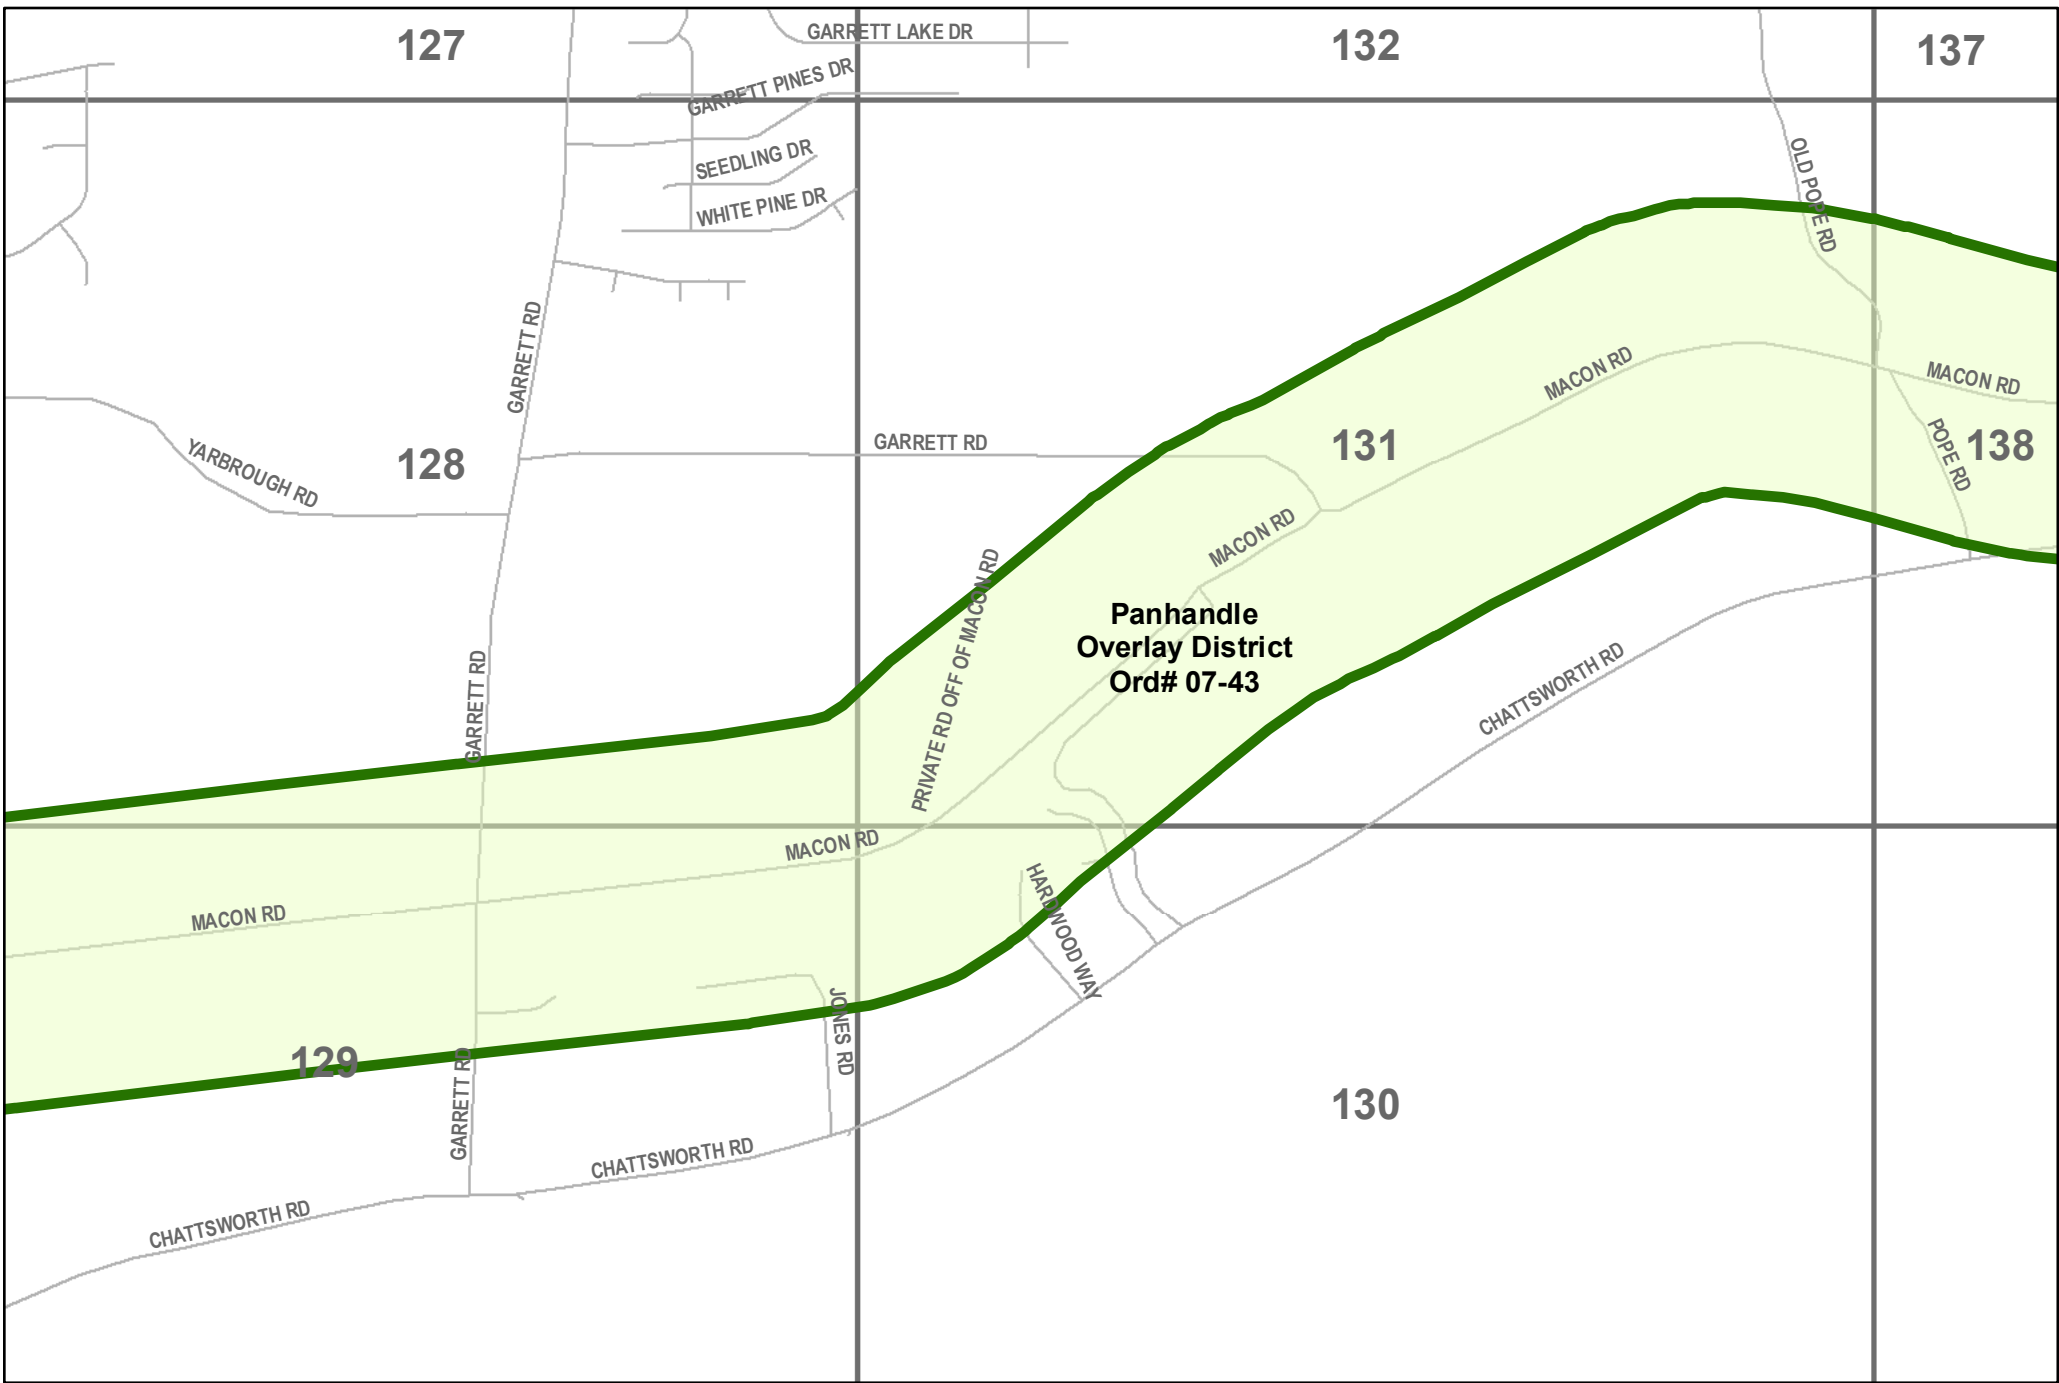 127
GARRETT LAKE DR
132
137
GARRETT PINES DR
SEEDLING DR
WHITE PINE DR
OLD POPE RD
GARRETT RD
MACON RD
MACON RD
YARBROUGH RD
128
GARRETT RD
131
POPE RD
138
MACON RD
PRIVATE RD OFF OF MACON RD
Panhandle
Overlay District
Ord# 07-43
GARRETT RD
CHATTSWORTH RD
MACON RD
HARDWOOD WAY
MACON RD
JONES RD
129
GARRETT RD
130
CHATTSWORTH RD
CHATTSWORTH RD